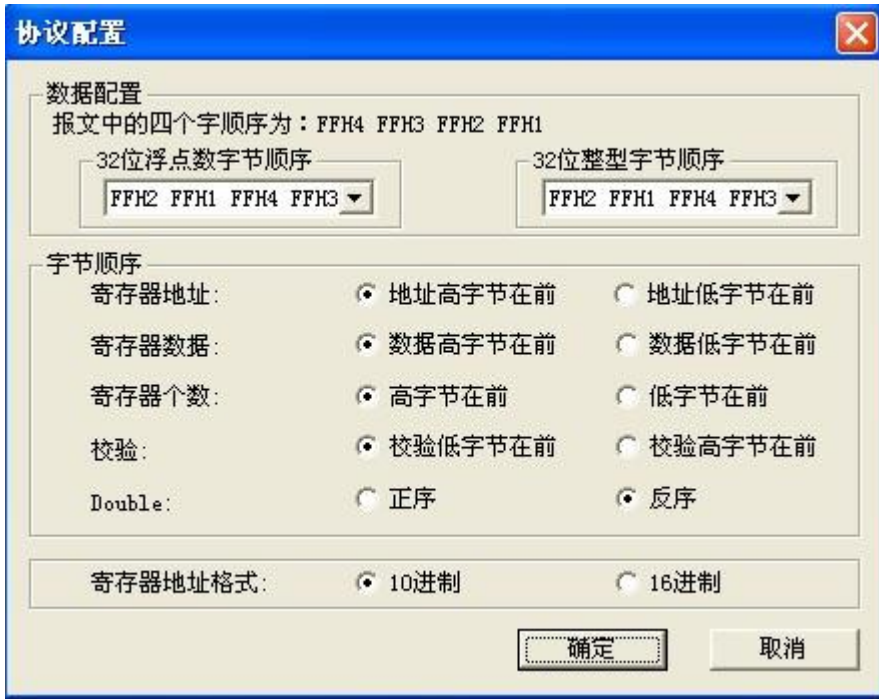 协议配置
数据配置
报文中的四个字顺序为：FFH4 FFH3 FFH2 FFH1
32位浮点数字节顺序 32位整型字节顺序
FFH2 FFH1 FFH4 FFH3 FFH2 FFH1 FFH4 FFH3
字节顺序
寄存器地址: 地址高字节在前 地址低字节在前
寄存器数据: 数据高字节在前 数据低字节在前
寄存器个数: 高字节在前 低字节在前
校验: 校验低字节在前 校验高字节在前
Double: 正序 反序
寄存器地址格式: 10进制 16进制
确定 取消